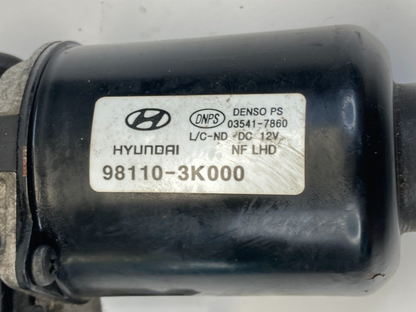 DNPS DENSO PS
03541-7860
L/C-ND -DC 12V
HYUNDAI NF LHD
98110-3K000